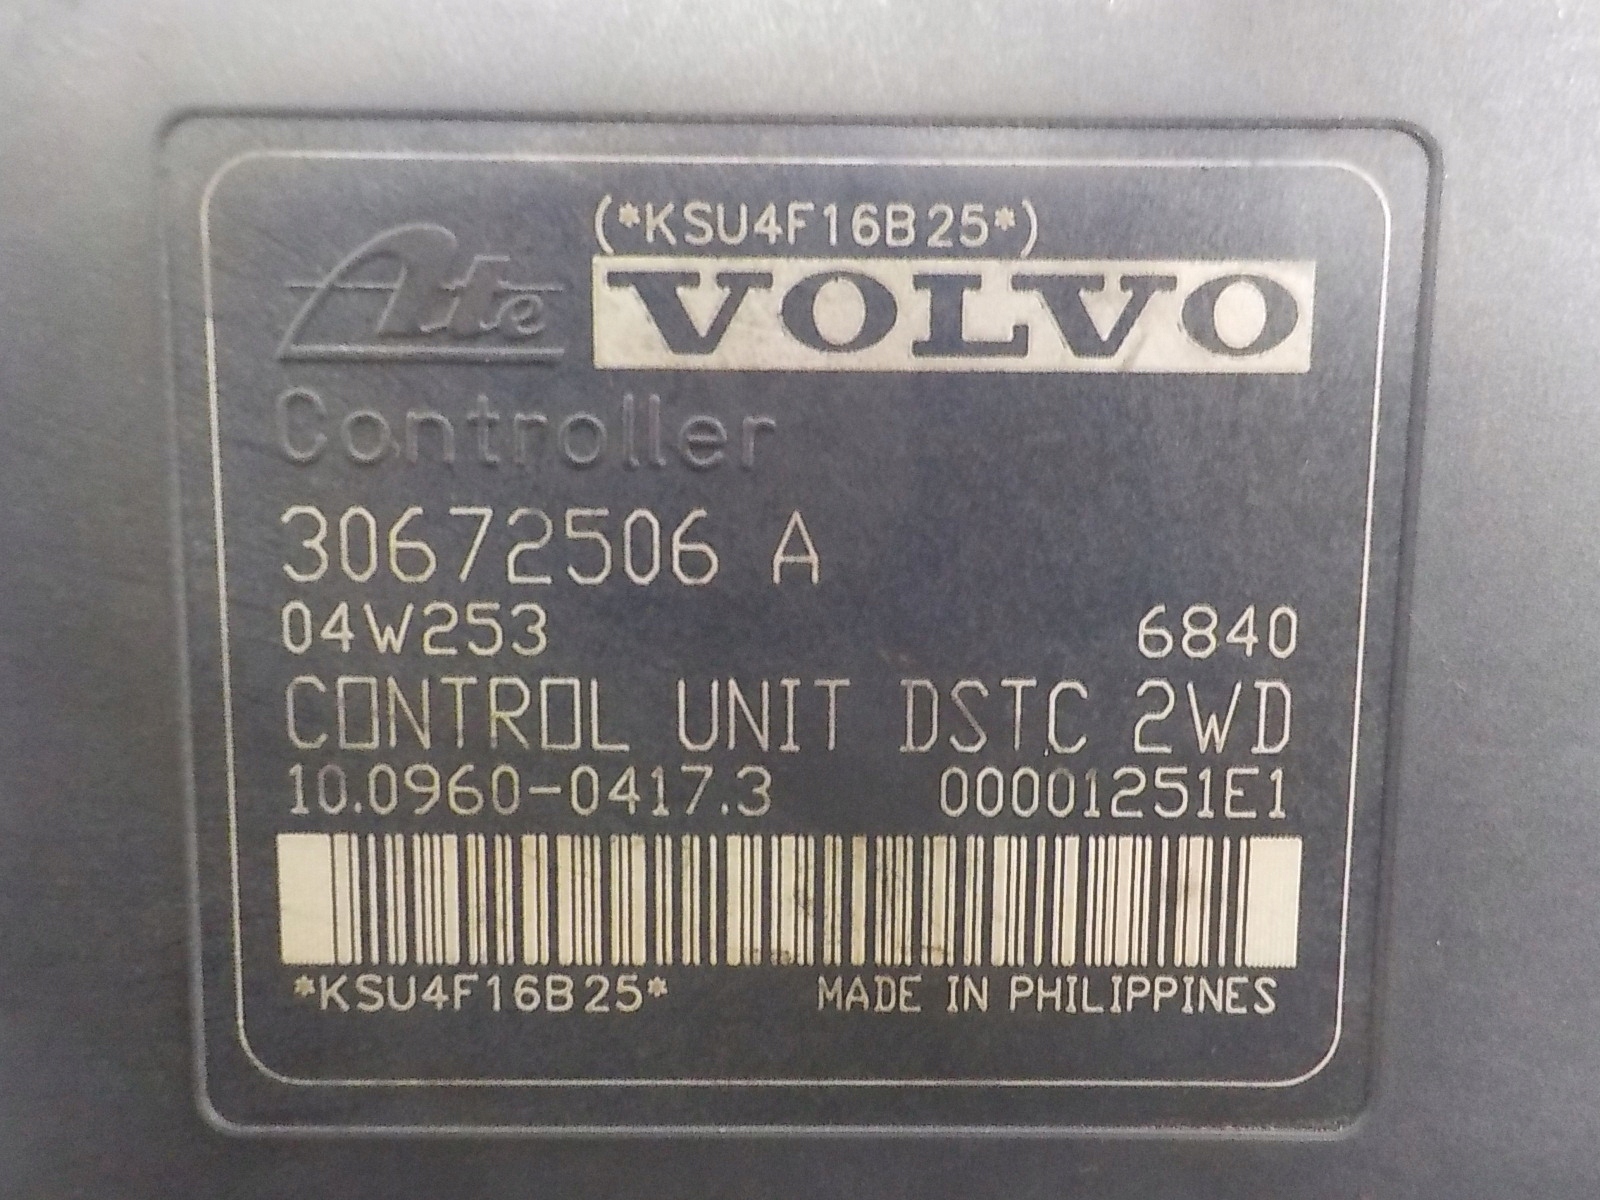 (*KSU4F16B25*)
Ate VOLVO
Controller
30672506 A
04W253 6840
CONTROL UNIT DSTC 2WD
10.0960-0417.3 00001251E1
*KSU4F16B25* MADE IN PHILIPPINES